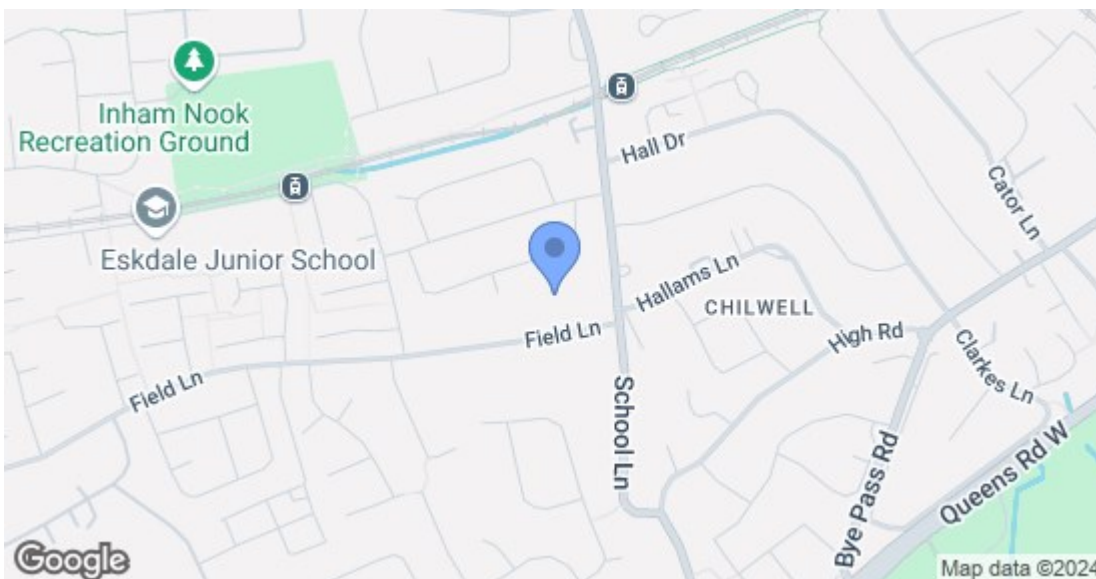 Inham Nook
Recreation Ground
Hall Dr
Cator Ln
Eskdale Junior School
Hallams Ln
CHILWELL
Field Ln
High Rd
Field Ln
Clarkes Ln
School Ln
Queens Rd W
Bye Pass Rd
Google
Map data ©2024